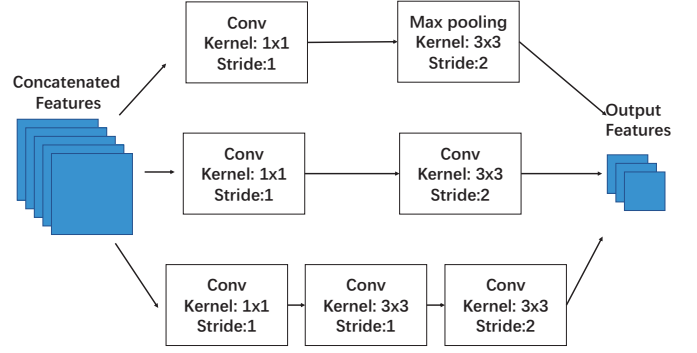 Concatenated
Features
Conv
Kernel: 1x1
Stride:1
Max pooling
Kernel: 3x3
Stride:2
Conv
Kernel: 1x1
Stride:1
Conv
Kernel: 3x3
Stride:2
Conv
Kernel: 1x1
Stride:1
Conv
Kernel: 3x3
Stride:1
Conv
Kernel: 3x3
Stride:2
Output
Features